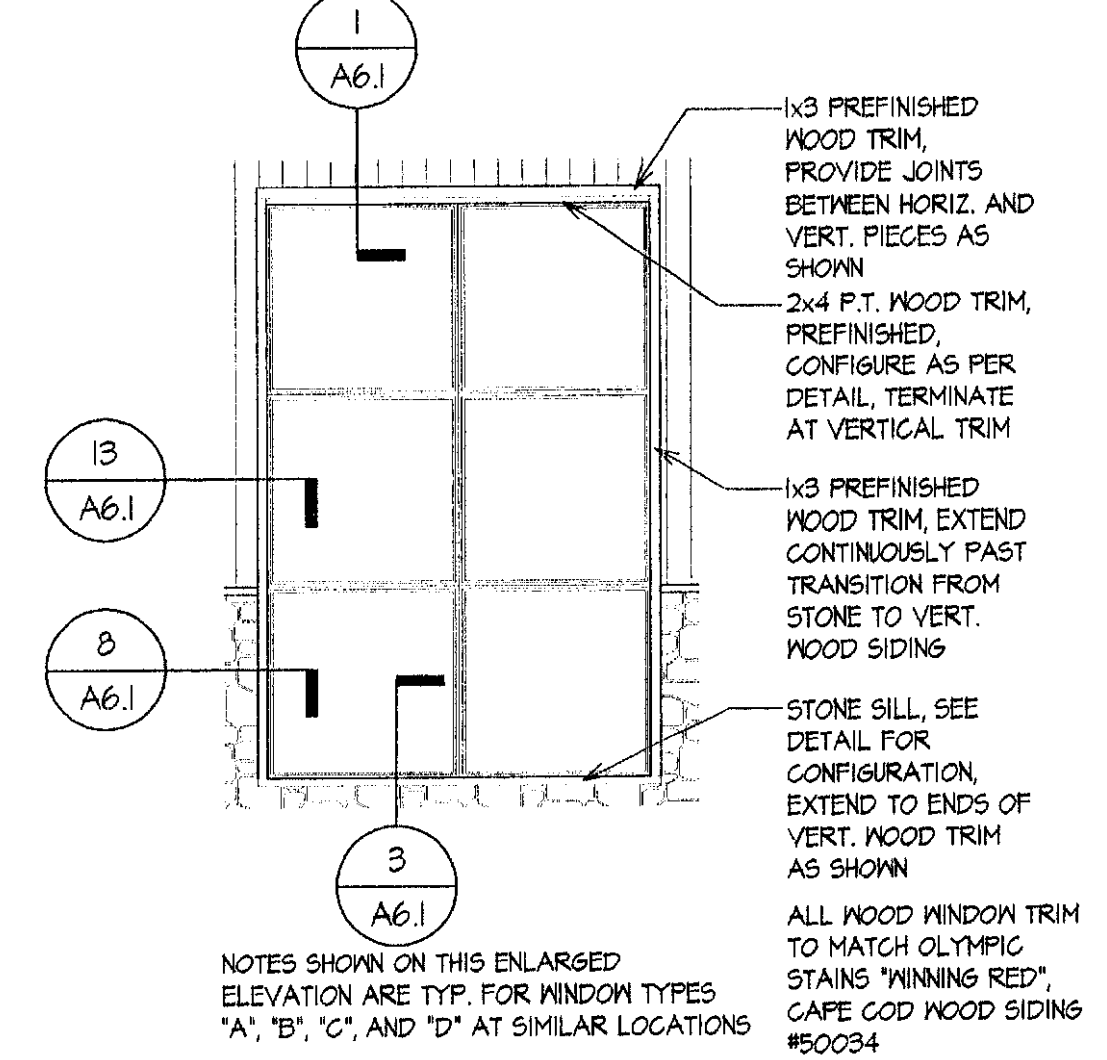 1
A6.1
1x3 PREFINISHED
WOOD TRIM,
PROVIDE JOINTS
BETWEEN HORIZ. AND
VERT. PIECES AS
SHOWN
2x4 P.T. WOOD TRIM,
PREFINISHED,
CONFIGURE AS PER
DETAIL, TERMINATE
AT VERTICAL TRIM
13
A6.1
1x3 PREFINISHED
WOOD TRIM, EXTEND
CONTINUOUSLY PAST
TRANSITION FROM
STONE TO VERT.
WOOD SIDING
8
A6.1
STONE SILL, SEE
DETAIL FOR
CONFIGURATION,
EXTEND TO ENDS OF
VERT. WOOD TRIM
AS SHOWN
3
A6.1
ALL WOOD WINDOW TRIM
TO MATCH OLYMPIC
STAINS "WINNING RED",
CAPE COD WOOD SIDING
#50034
NOTES SHOWN ON THIS ENLARGED
ELEVATION ARE TYP. FOR WINDOW TYPES
"A", "B", "C", AND "D" AT SIMILAR LOCATIONS